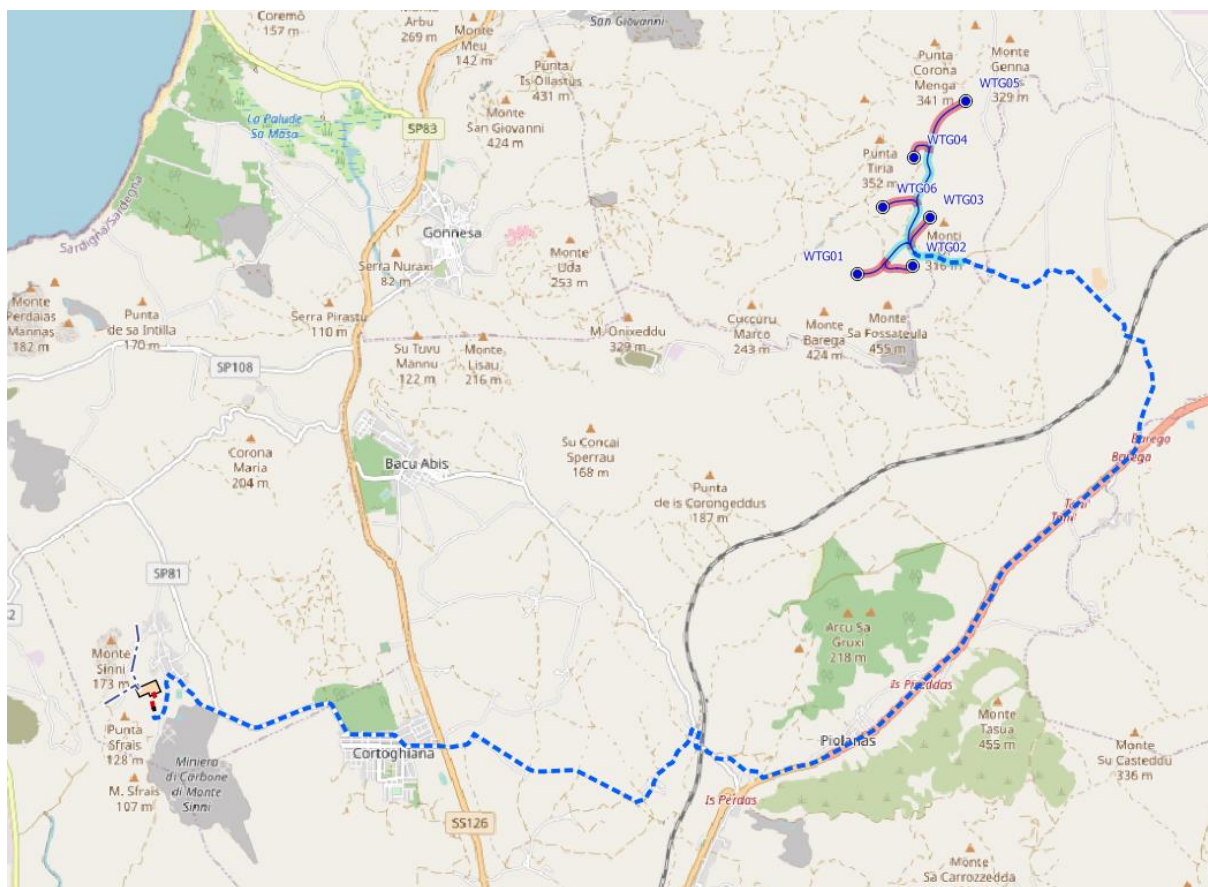 Coremò
157 m
Monte
Arbu
269 m
Monte
Meu
142 m
San Giovanni
Punta
Is Ollastus
431 m
Monte
San Giovanni
424 m
La Palude
Sa Masa
SP83
Sardigna/Sardegna
Gonnesa
Serra Nuraxi
82 m
Monte
Uda
253 m
Punta
Corona
Menga
341 m
Monte
Genna
329 m
WTG05
WTG04
Punta
Tiria
352 m
WTG06
WTG03
Monti
316 m
WTG02
WTG01
Monte
Perdaias
Mannas
182 m
Punta
de sa Intilla
170 m
Serra Pirastu
110 m
SP108
Su Tuvu
Mannu
122 m
Monte
Lisau
216 m
M. Onixeddu
329 m
Cuccuru
Marco
243 m
Monte
Barega
424 m
Monte
Sa Fossateula
455 m
Corona
Maria
204 m
Bacu Abis
Su Concai
Sperrau
168 m
Punta
de is Corongeddus
187 m
Barega
Barega
SP81
Monte
Sinni
173 m
Punta
Sfrais
128 m
M. Sfrais
107 m
Miniera
di Carbone
di Monte
Sinni
Cortoghiana
SS126
Arcu Sa
Gruxi
218 m
Is Pireddas
Piolanas
Is Perdas
Monte
Tasua
455 m
Monte
Su Casteddu
336 m
Monte
Sa Carrozzedda